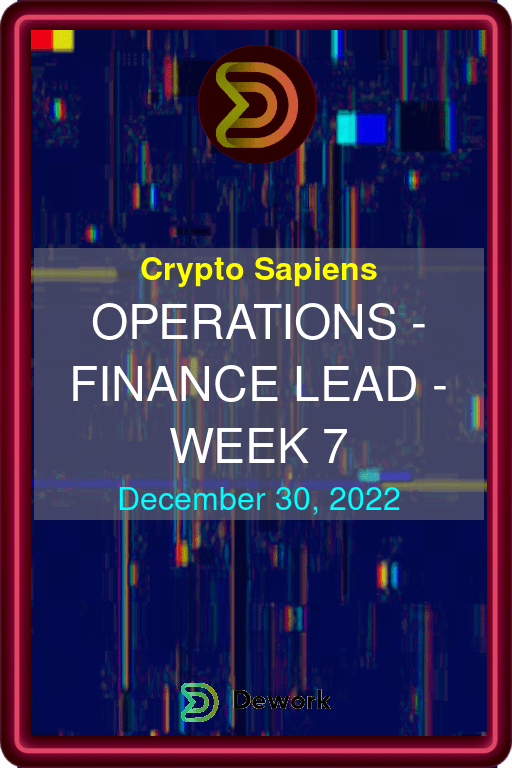 Crypto Sapiens
OPERATIONS -
FINANCE LEAD -
WEEK 7
December 30, 2022
Dework